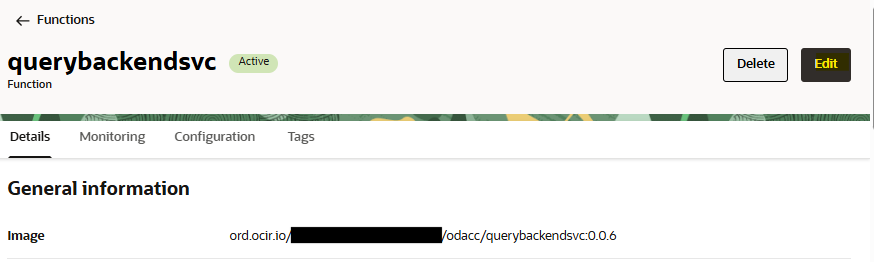 Functions
querybackendsvc Active
Function
Delete Edit
Details Monitoring Configuration Tags
General information
Image ord.ocir.io/ /odacc/querybackendsvc:0.0.6